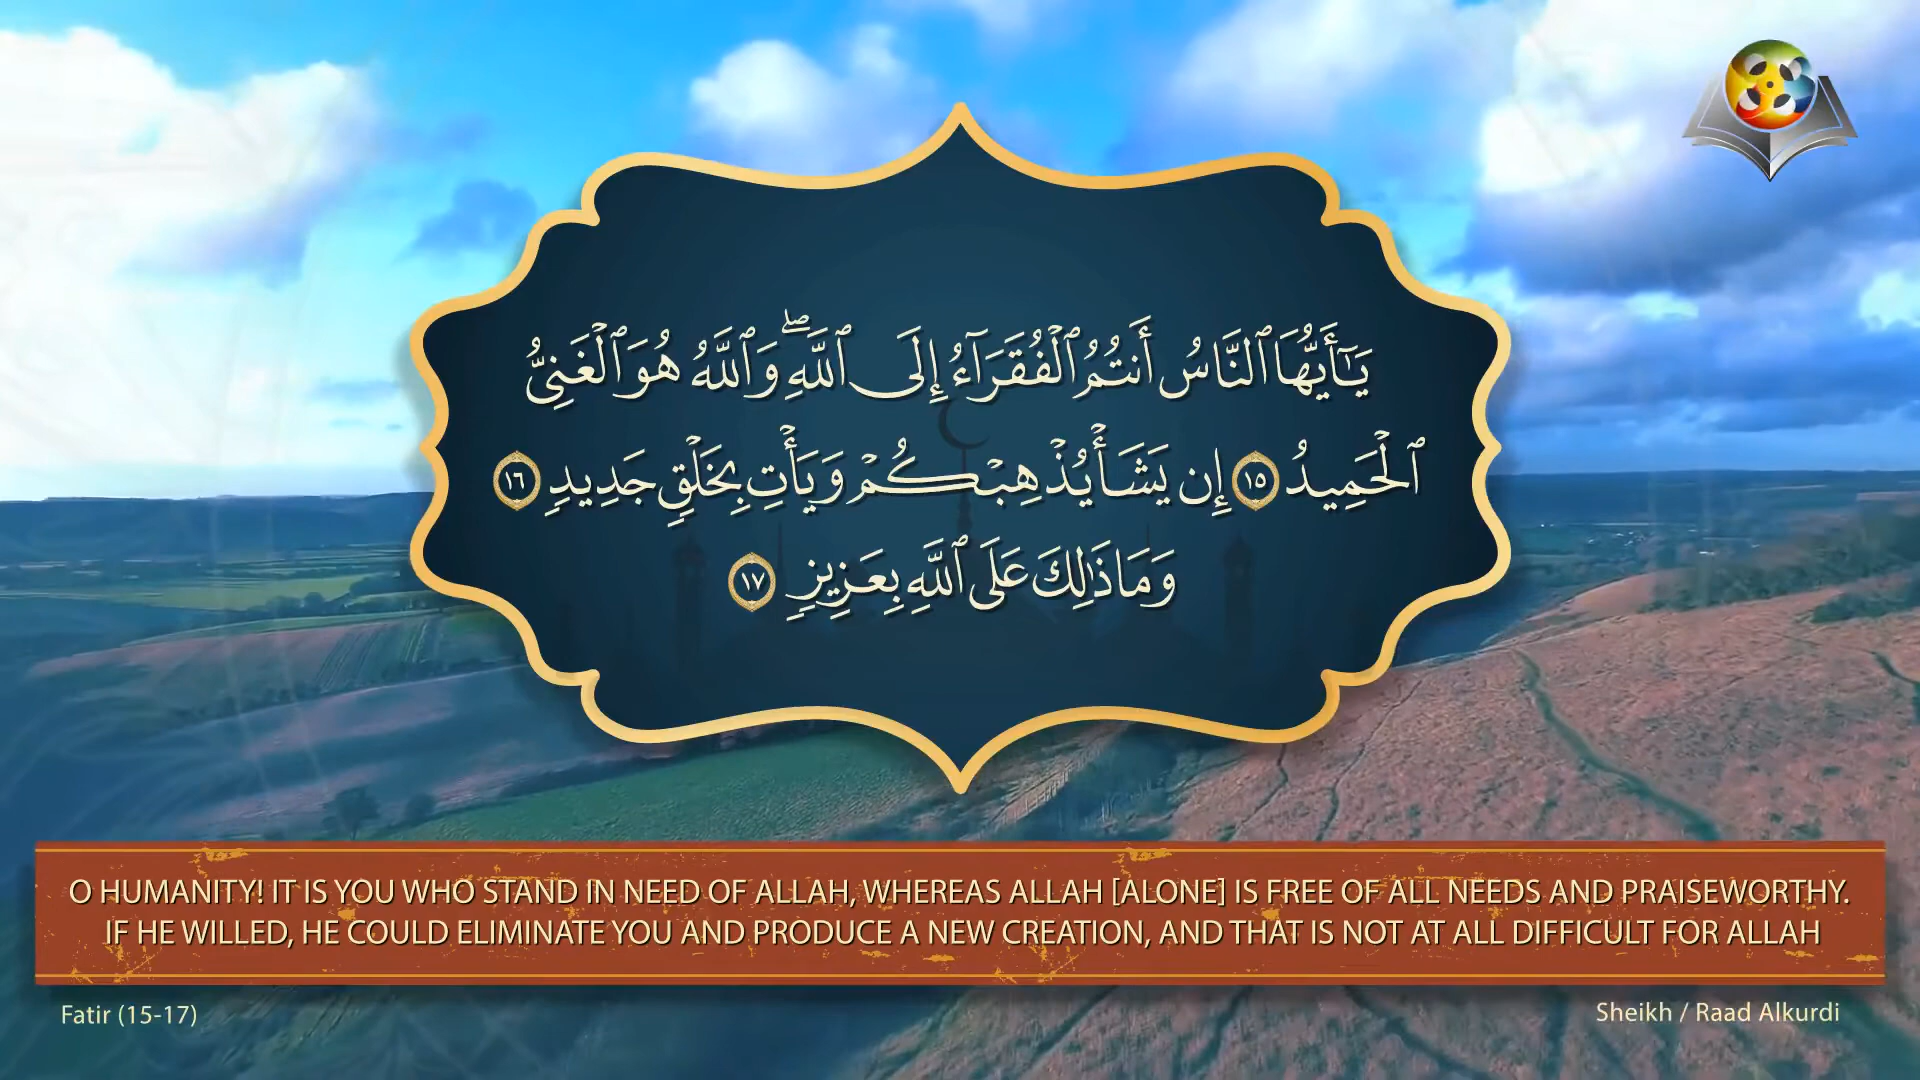 يَـٰٓأَيُّهَا ٱلنَّاسُ أَنتُمُ ٱلْفُقَرَآءُ إِلَى ٱللَّهِ ۖ وَٱللَّهُ هُوَ ٱلْغَنِىُّ
ٱلْحَمِيدُ ١٥ إِن يَشَأْ يُذْهِبْكُمْ وَيَأْتِ بِخَلْقٍ جَدِيدٍ ١٦
وَمَا ذَٰلِكَ عَلَى ٱللَّهِ بِعَزِيزٍ ١٧
O HUMANITY! IT IS YOU WHO STAND IN NEED OF ALLAH, WHEREAS ALLAH [ALONE] IS FREE OF ALL NEEDS AND PRAISEWORTHY.
IF HE WILLED, HE COULD ELIMINATE YOU AND PRODUCE A NEW CREATION, AND THAT IS NOT AT ALL DIFFICULT FOR ALLAH
Fatir (15-17)
Sheikh / Raad Alkurdi